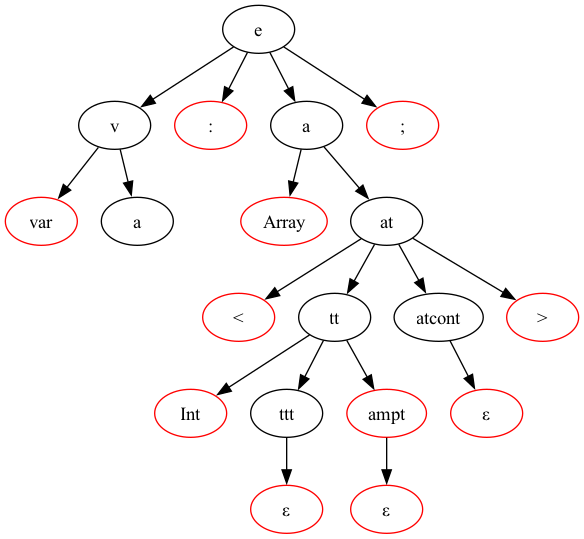 e
v : a ;
var a Array at
< tt atcont >
Int ttt ampt ε
ε ε